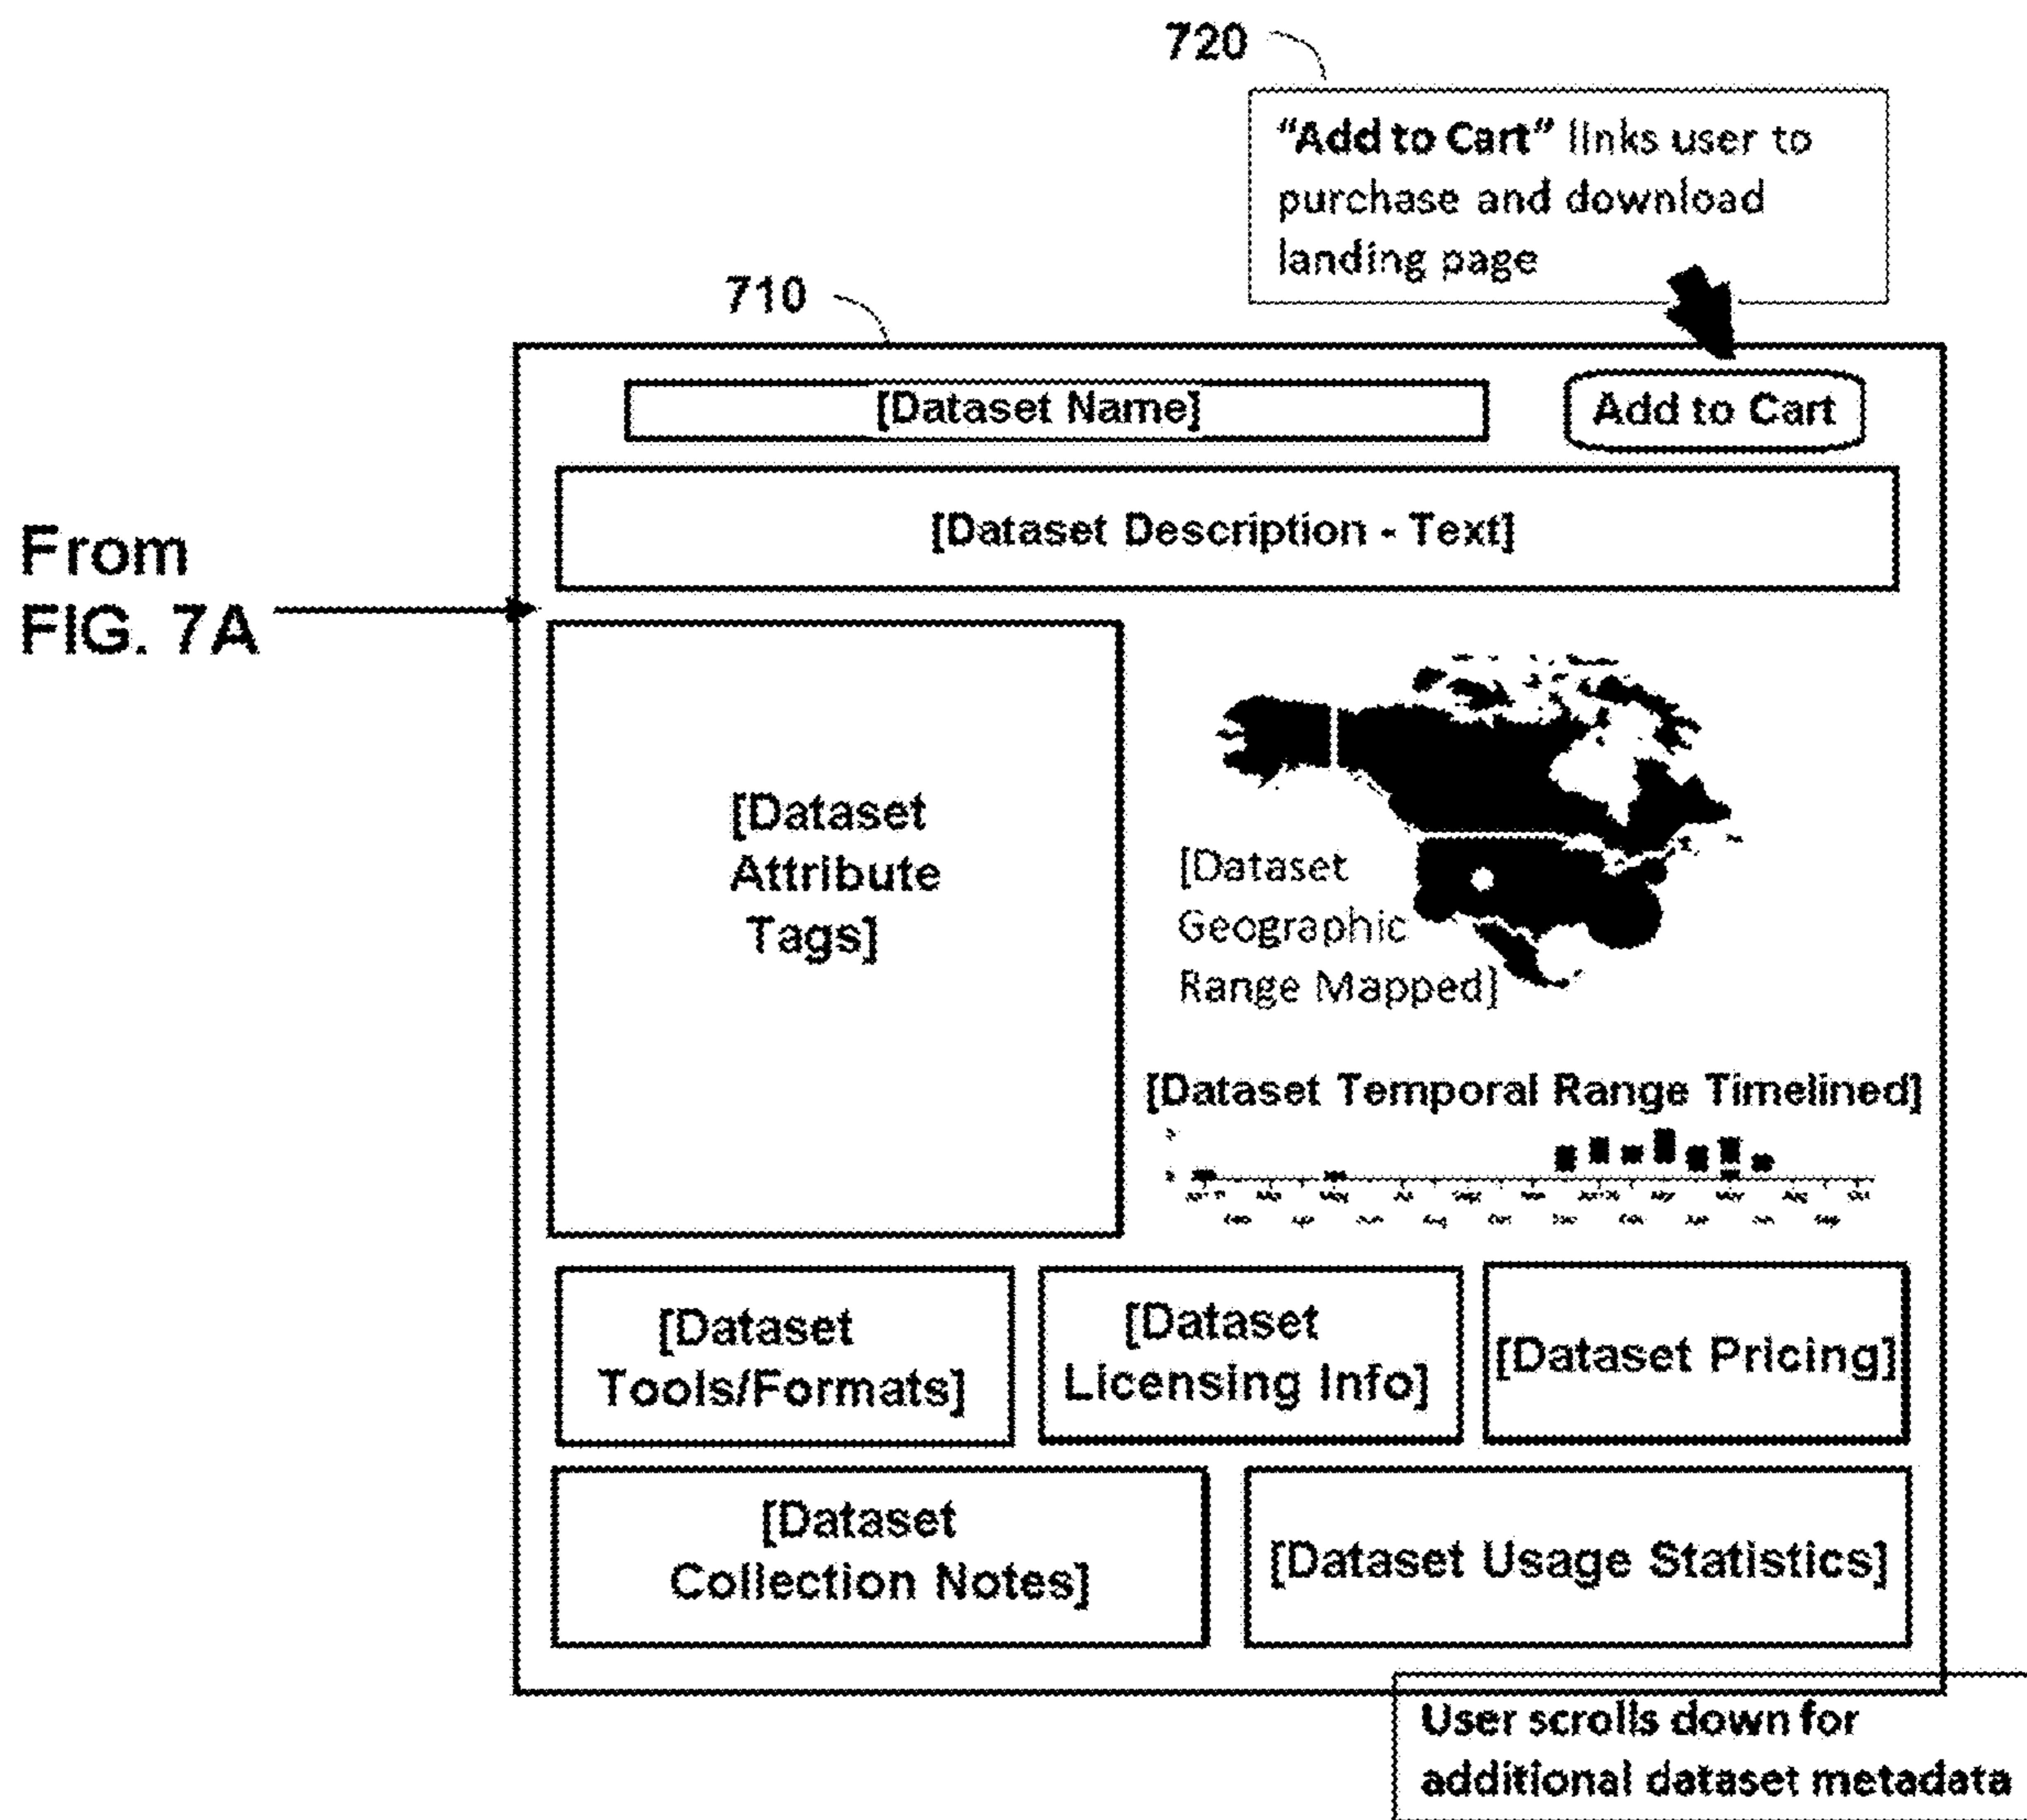 720
“Add to Cart” links user to
purchase and download
landing page
710
[Dataset Name]
Add to Cart
[Dataset Description - Text]
From
FIG. 7A
[Dataset
Attribute
Tags]
[Dataset
Geographic
Range Mapped]
[Dataset Temporal Range Timelined]
[Dataset
Tools/Formats]
[Dataset
Licensing Info]
[Dataset Pricing]
[Dataset
Collection Notes]
[Dataset Usage Statistics]
User scrolls down for
additional dataset metadata